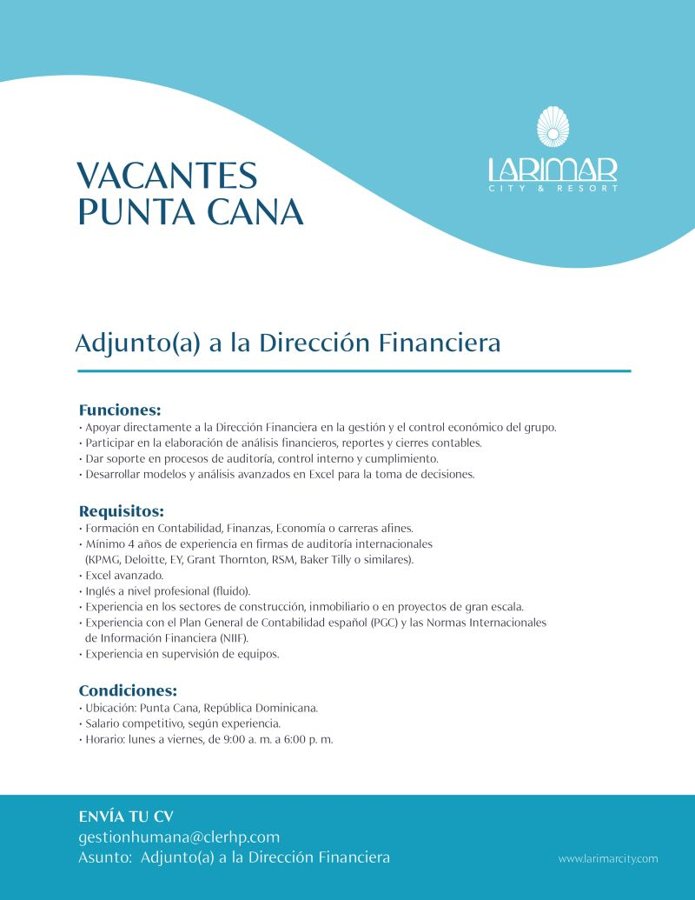 VACANTES
PUNTA CANA
LARIMAR
CITY & RESORT
Adjunto(a) a la Dirección Financiera
Funciones:
• Apoyar directamente a la Dirección Financiera en la gestión y el control económico del grupo.
• Participar en la elaboración de análisis financieros, reportes y cierres contables.
• Dar soporte en procesos de auditoría, control interno y cumplimiento.
• Desarrollar modelos y análisis avanzados en Excel para la toma de decisiones.
Requisitos:
• Formación en Contabilidad, Finanzas, Economía o carreras afines.
• Mínimo 4 años de experiencia en firmas de auditoría internacionales
(KPMG, Deloitte, EY, Grant Thornton, RSM, Baker Tilly o similares).
• Excel avanzado.
• Inglés a nivel profesional (fluido).
• Experiencia en los sectores de construcción, inmobiliario o en proyectos de gran escala.
• Experiencia con el Plan General de Contabilidad español (PGC) y las Normas Internacionales
de Información Financiera (NIIF).
• Experiencia en supervisión de equipos.
Condiciones:
• Ubicación: Punta Cana, República Dominicana.
• Salario competitivo, según experiencia.
• Horario: lunes a viernes, de 9:00 a. m. a 6:00 p. m.
ENVÍA TU CV
gestionhumana@clerhp.com
Asunto: Adjunto(a) a la Dirección Financiera
www.larimarcity.com